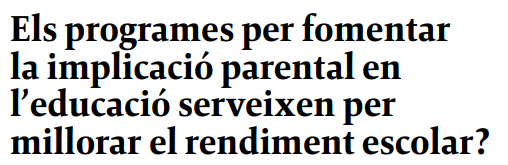 Els programes per fomentar
la implicació parental en
l’educació serveixen per
millorar el rendiment escolar?